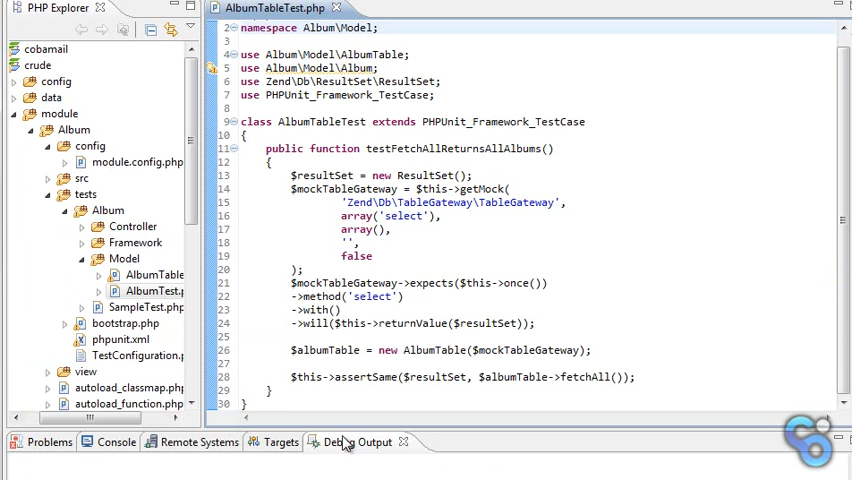 PHP Explorer
cobamail
crude
config
data
module
Album
config
module.config.php
src
tests
Album
Controller
Framework
Model
AlbumTable
AlbumTest.p
SampleTest.php
bootstrap.php
phpunit.xml
TestConfiguration.p
view
autoload_classmap.php
autoload_function.php
AlbumTableTest.php
2 namespace Album\Model;
3
4 use Album\Model\AlbumTable;
5 use Album\Model\Album;
6 use Zend\Db\ResultSet\ResultSet;
7 use PHPUnit_Framework_TestCase;
8
9 class AlbumTableTest extends PHPUnit_Framework_TestCase
10 {
11 public function testFetchAllReturnsAllAlbums()
12 {
13 $resultSet = new ResultSet();
14 $mockTableGateway = $this->getMock(
15 'Zend\Db\TableGateway\TableGateway',
16 array('select'),
17 array(),
18 '',
19 false
20 );
21 $mockTableGateway->expects($this->once())
22 ->method('select')
23 ->with()
24 ->will($this->returnValue($resultSet));
25
26 $albumTable = new AlbumTable($mockTableGateway);
27
28 $this->assertSame($resultSet, $albumTable->fetchAll());
29 }
30 }
Problems
Console
Remote Systems
Targets
Debug Output